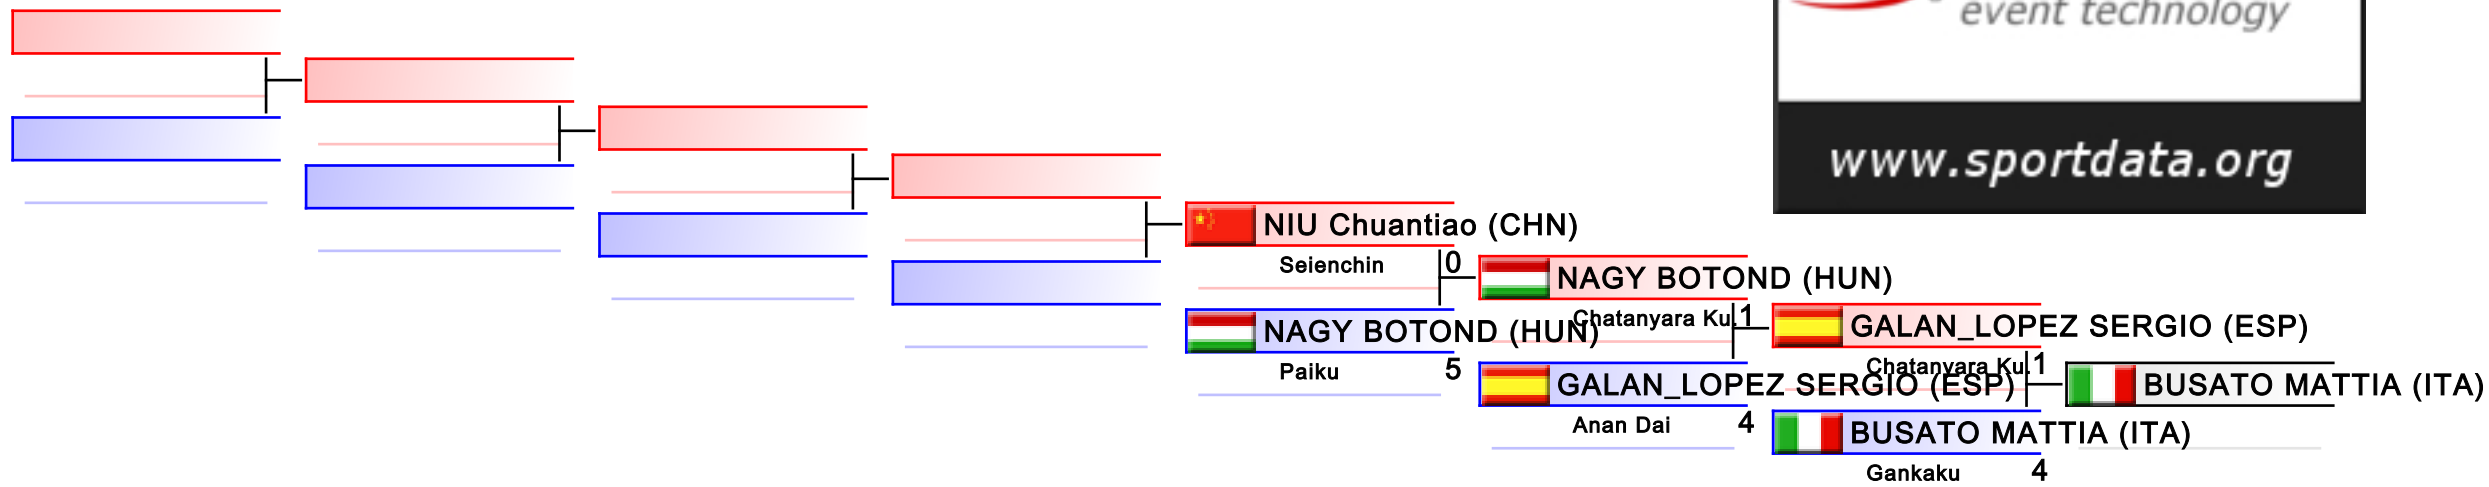 event technology
www.sportdata.org
NIU Chuantiao (CHN)
Seienchin
0
NAGY BOTOND (HUN)
Paiku
5
NAGY BOTOND (HUN)
Chatanyara Ku.
1
GALAN_LOPEZ SERGIO (ESP)
Anan Dai
4
GALAN_LOPEZ SERGIO (ESP)
Chatanyara Ku.
1
BUSATO MATTIA (ITA)
Gankaku
4
BUSATO MATTIA (ITA)